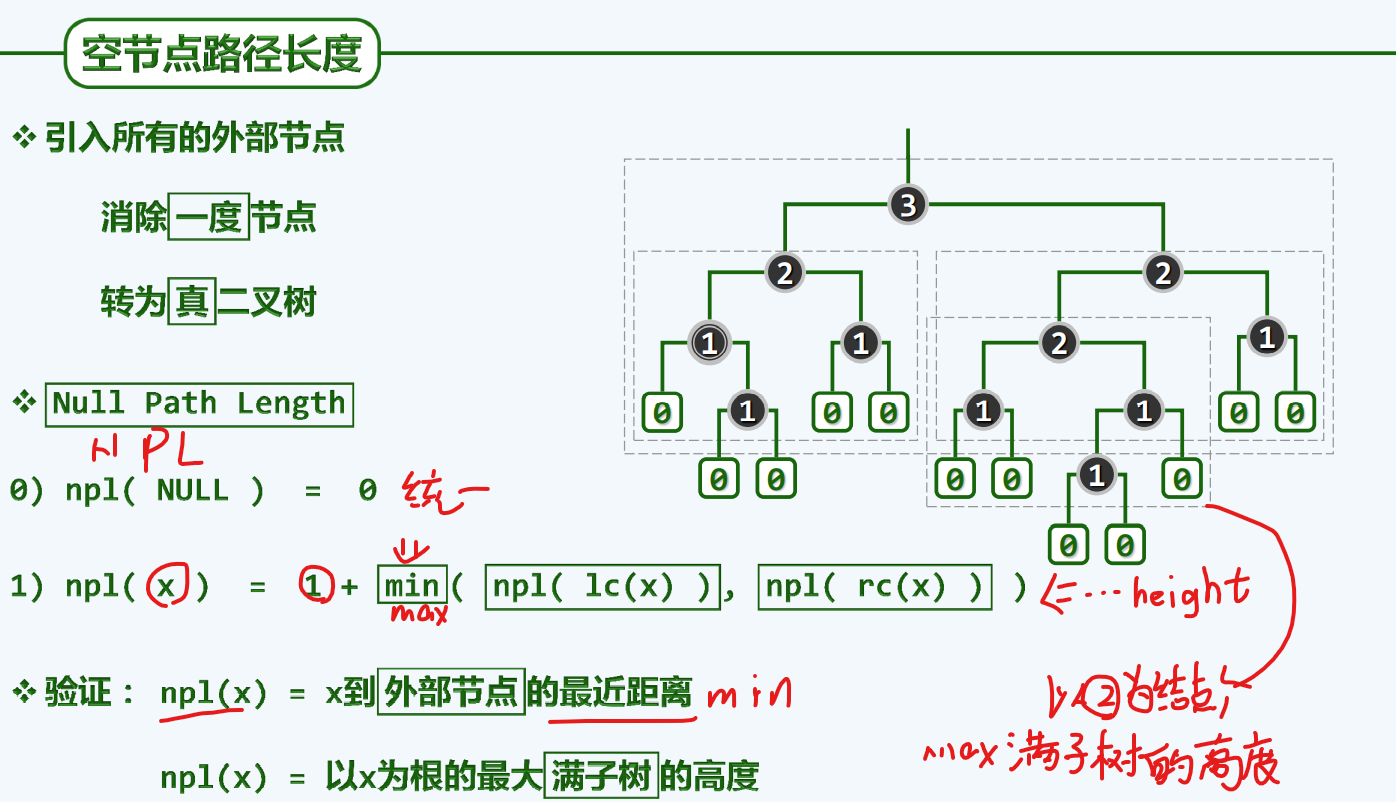 空节点路径长度
❖ 引入所有的外部节点
消除一度节点
转为真二叉树
❖ Null Path Length
NPL
0) npl( NULL ) = 0 统一
1) npl( x ) = 1 + min( npl( lc(x) ), npl( rc(x) ) ) <= ... height
max
❖ 验证： npl(x) = x到外部节点的最近距离 min
npl(x) = 以x为根的最大满子树的高度
3
2 2
1 1 2 1
0 1 0 0 1 1 0 0
0 0 0 0 1 0
0 0
以②为结点,
max满子树的高度